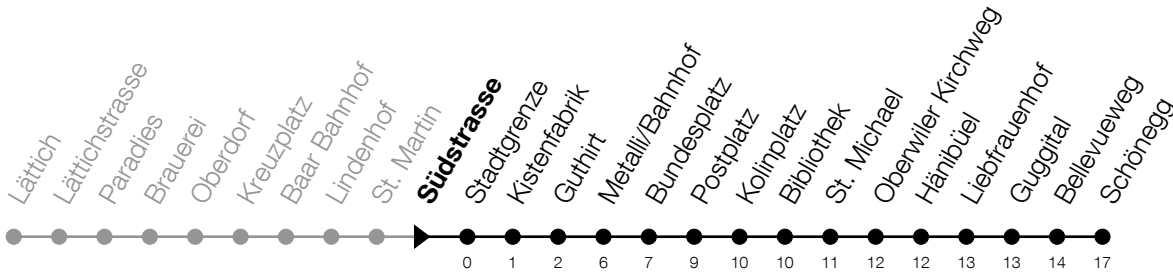 Lättich
Lättichstrasse
Paradies
Brauerei
Oberdorf
Kreuzplatz
Baar Bahnhof
Lindenhof
St. Martin
Südstrasse
Stadtgrenze
Kistenfabrik
Guthirt
Metalli/Bahnhof
Bundesplatz
Postplatz
Kolinplatz
Bibliothek
St. Michael
Oberwiler Kirchweg
Hänibüel
Liebfrauenhof
Guggital
Bellevueweg
Schönegg
0 1 2 6 7 9 10 10 11 12 12 13 13 14 17